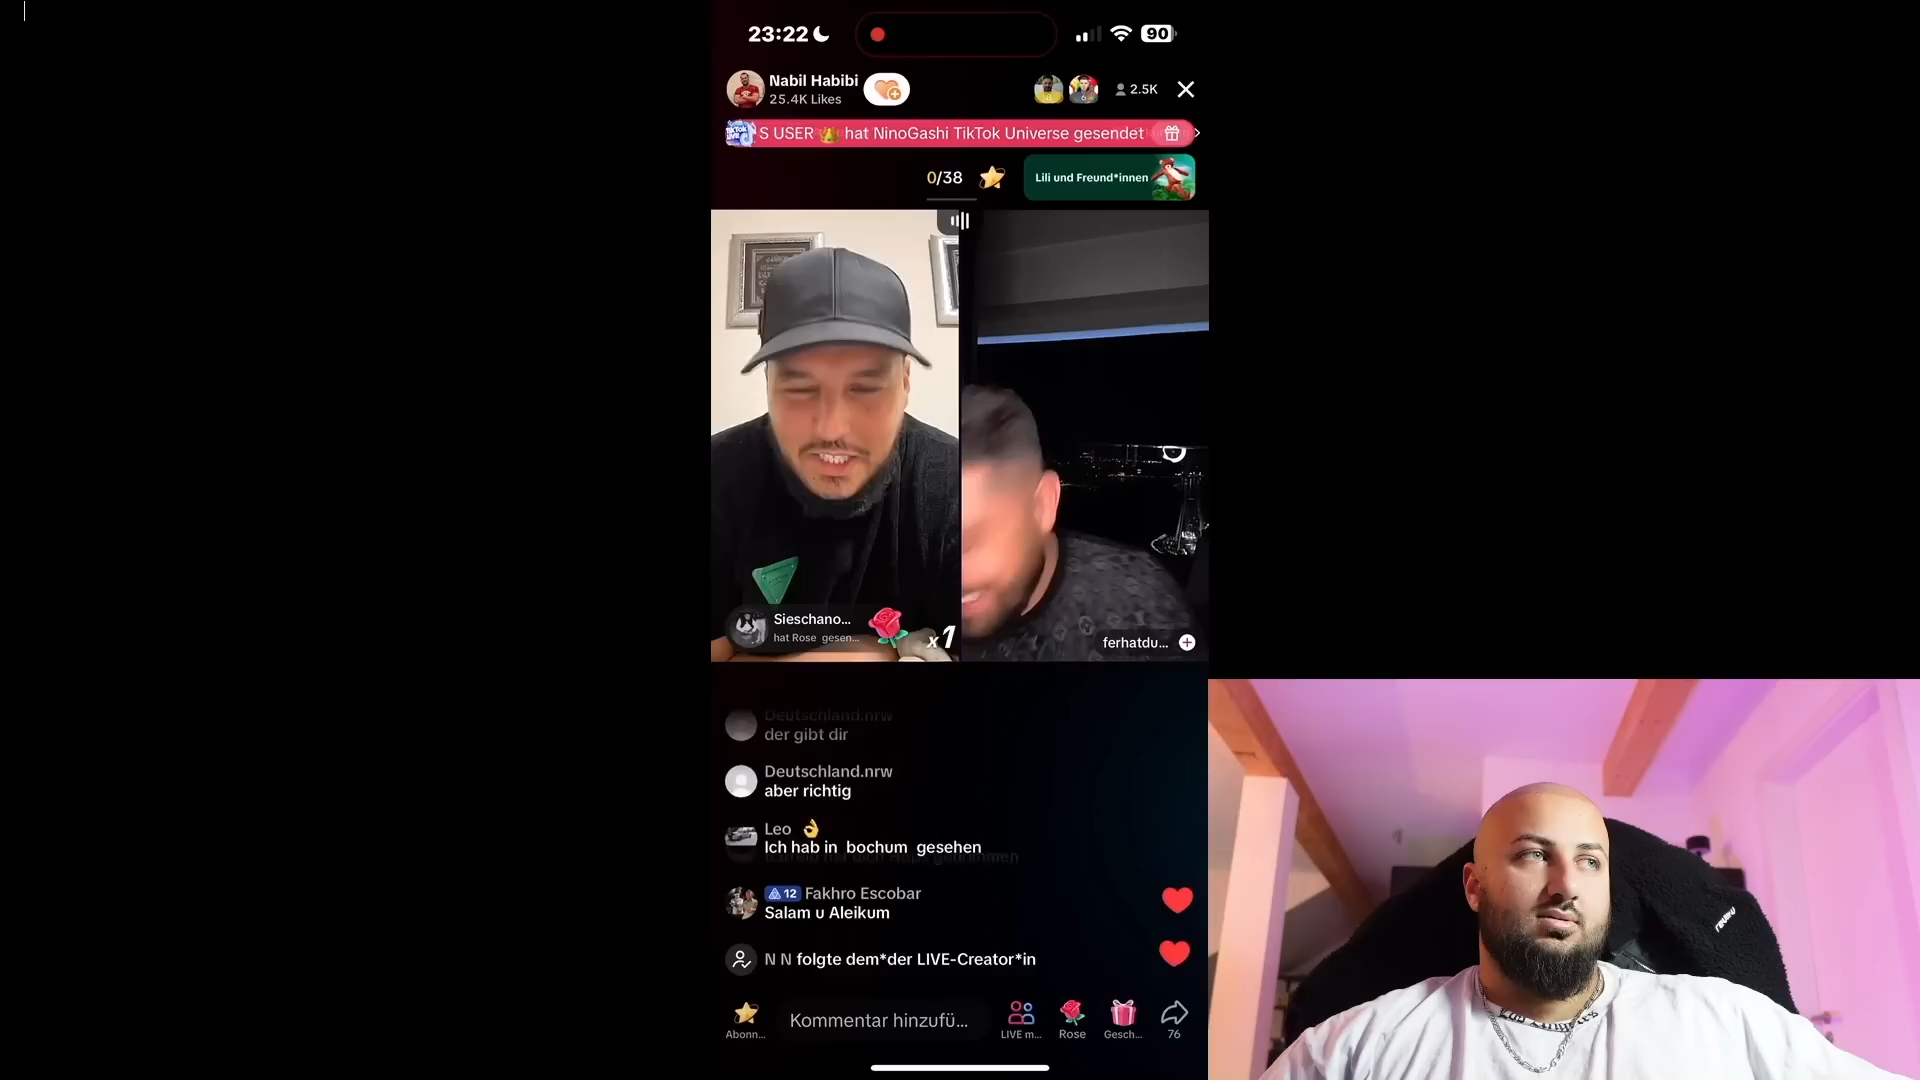 23:22
90
Nabil Habibi
25.4K Likes
2.5K
S USER 👑 hat NinoGashi TikTok Universe gesendet
0/38
Lili und Freund*innen
Sieschano...
hat Rose gesen...
x1
ferhatdu...
Deutschland.nrw
der gibt dir
Deutschland.nrw
aber richtig
Leo 👌
Ich hab in bochum gesehen
12 Fakhro Escobar
Salam u Aleikum
N N folgte dem*der LIVE-Creator*in
Abonn...
Kommentar hinzufü...
LIVE m...
Rose
Gesch...
76